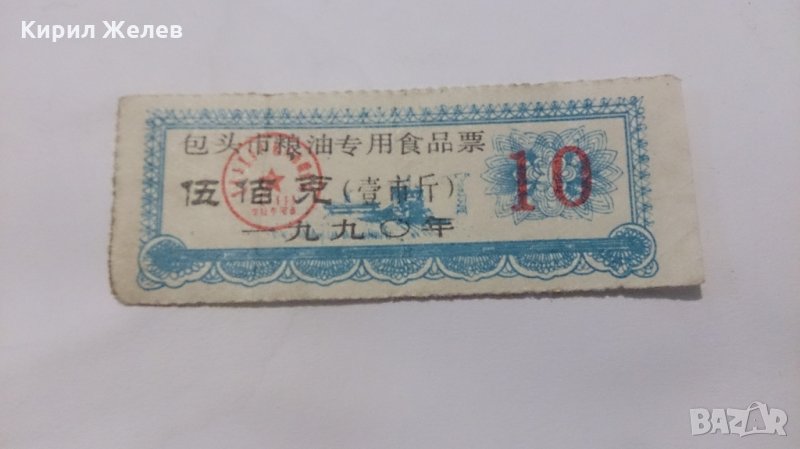 Кирил Желев
包头市粮油专用食品票
伍佰克(壹市斤)
10
一九九〇年
BAZAR